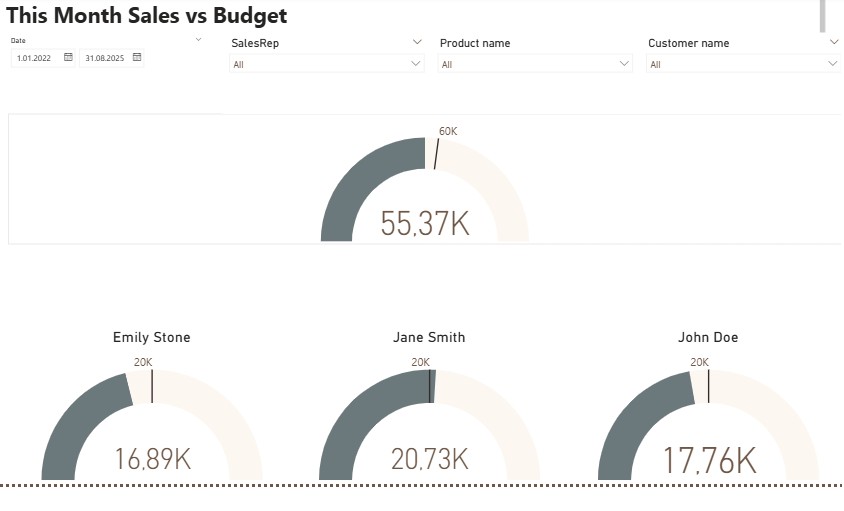 This Month Sales vs Budget
Date
1.01.2022 31.08.2025
SalesRep
All
Product name
All
Customer name
All
60K
55,37K
Emily Stone
20K
16,89K
Jane Smith
20K
20,73K
John Doe
20K
17,76K